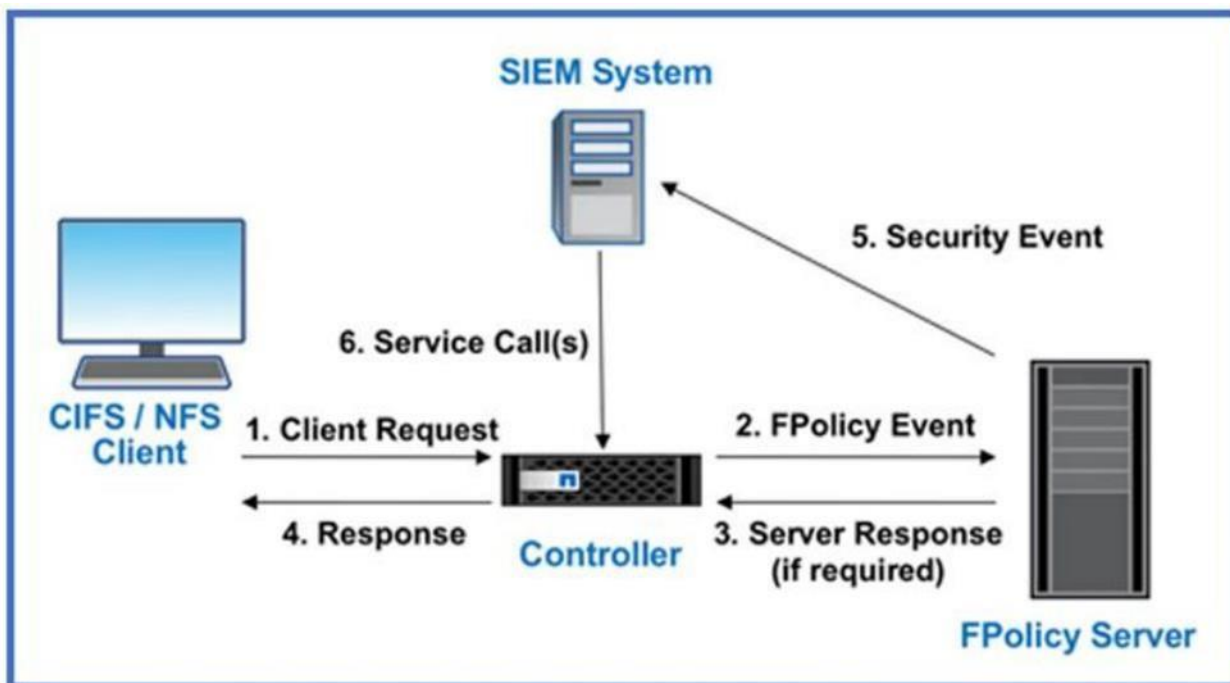 SIEM System
5. Security Event
6. Service Call(s)
CIFS / NFS
Client
1. Client Request
2. FPolicy Event
4. Response
Controller
3. Server Response
(if required)
FPolicy Server